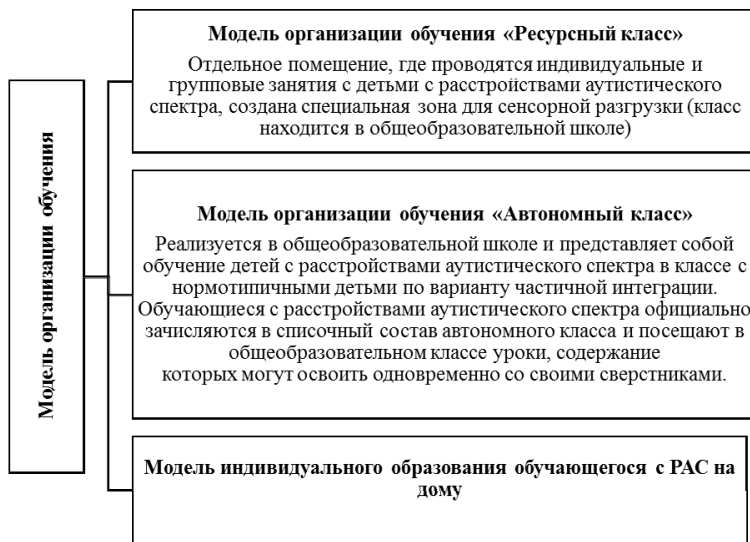 Модель организации обучения
Модель организации обучения «Ресурсный класс»
Отдельное помещение, где проводятся индивидуальные и
групповые занятия с детьми с расстройствами аутистического
спектра, создана специальная зона для сенсорной разгрузки (класс
находится в общеобразовательной школе)
Модель организации обучения «Автономный класс»
Реализуется в общеобразовательной школе и представляет собой
обучение детей с расстройствами аутистического спектра в классе с
нормотипичными детьми по варианту частичной интеграции.
Обучающиеся с расстройствами аутистического спектра официально
зачисляются в списочный состав автономного класса и посещают в
общеобразовательном классе уроки, содержание
которых могут освоить одновременно со своими сверстниками.
Модель индивидуального образования обучающегося с РАС на
дому